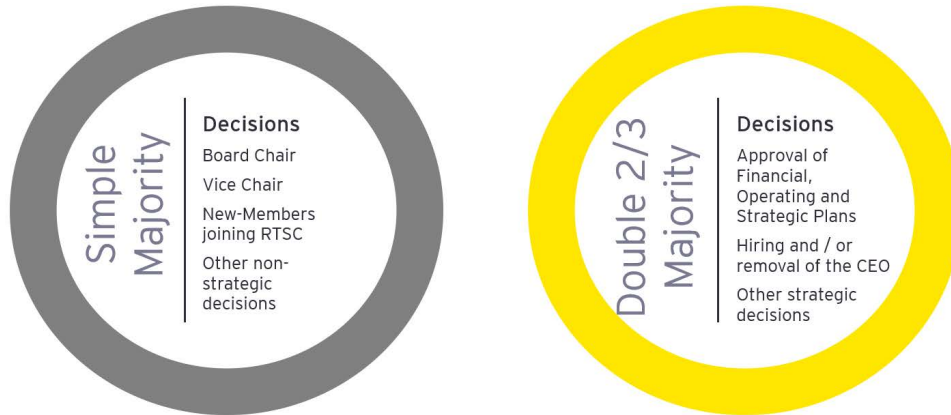 Simple
Majority
Decisions
Board Chair
Vice Chair
New-Members
joining RTSC
Other non-
strategic
decisions
Double 2/3
Majority
Decisions
Approval of
Financial,
Operating and
Strategic Plans
Hiring and / or
removal of the CEO
Other strategic
decisions